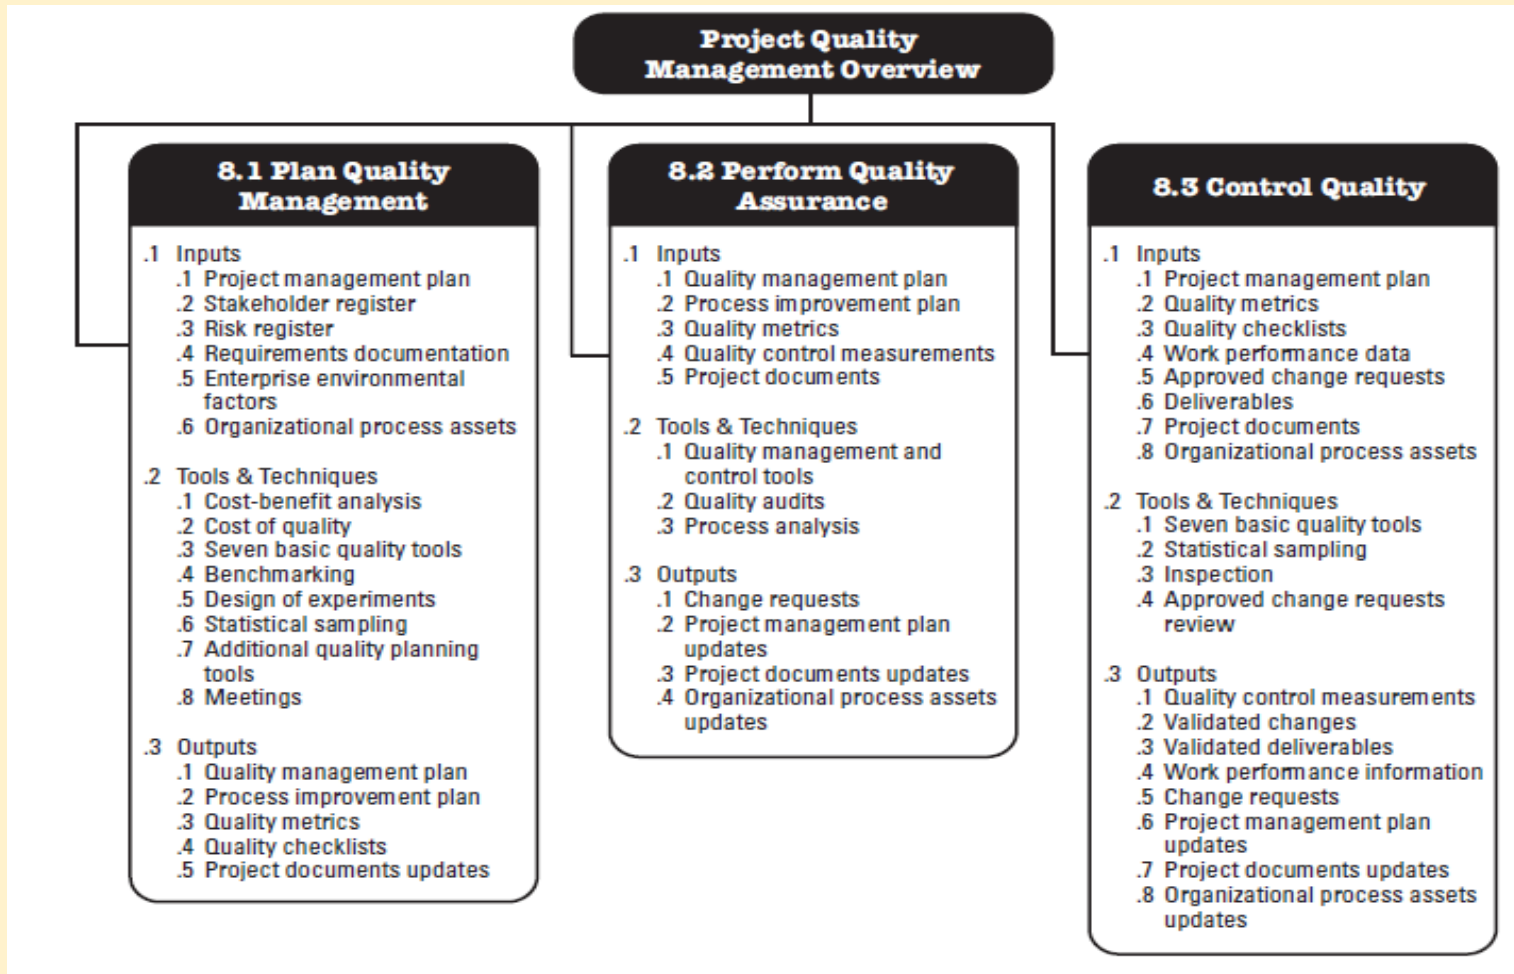 Project Quality
Management Overview
8.1 Plan Quality
Management
.1 Inputs
.1 Project management plan
.2 Stakeholder register
.3 Risk register
.4 Requirements documentation
.5 Enterprise environmental
factors
.6 Organizational process assets
.2 Tools & Techniques
.1 Cost-benefit analysis
.2 Cost of quality
.3 Seven basic quality tools
.4 Benchmarking
.5 Design of experiments
.6 Statistical sampling
.7 Additional quality planning
tools
.8 Meetings
.3 Outputs
.1 Quality management plan
.2 Process improvement plan
.3 Quality metrics
.4 Quality checklists
.5 Project documents updates
8.2 Perform Quality
Assurance
.1 Inputs
.1 Quality management plan
.2 Process improvement plan
.3 Quality metrics
.4 Quality control measurements
.5 Project documents
.2 Tools & Techniques
.1 Quality management and
control tools
.2 Quality audits
.3 Process analysis
.3 Outputs
.1 Change requests
.2 Project management plan
updates
.3 Project documents updates
.4 Organizational process assets
updates
8.3 Control Quality
.1 Inputs
.1 Project management plan
.2 Quality metrics
.3 Quality checklists
.4 Work performance data
.5 Approved change requests
.6 Deliverables
.7 Project documents
.8 Organizational process assets
.2 Tools & Techniques
.1 Seven basic quality tools
.2 Statistical sampling
.3 Inspection
.4 Approved change requests
review
.3 Outputs
.1 Quality control measurements
.2 Validated changes
.3 Validated deliverables
.4 Work performance information
.5 Change requests
.6 Project management plan
updates
.7 Project documents updates
.8 Organizational process assets
updates